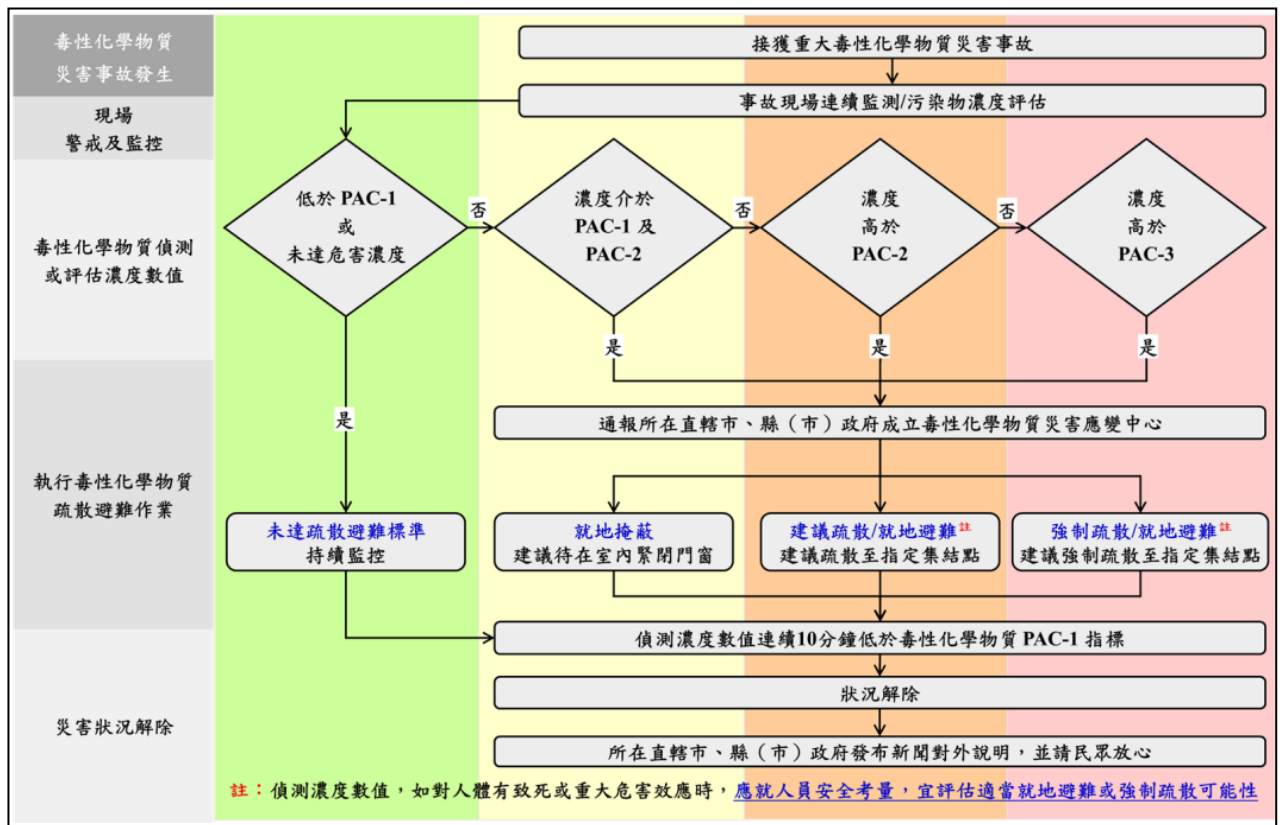 毒性化學物質
災害事故發生
接獲重大毒性化學物質災害事故
事故現場連續監測/污染物濃度評估
現場
警戒及監控
毒性化學物質偵測
或評估濃度數值
低於 PAC-1
或
未達危害濃度
否
濃度介於
PAC-1 及
PAC-2
否
濃度
高於
PAC-2
否
濃度
高於
PAC-3
是
是
是
是
通報所在直轄市、縣（市）政府成立毒性化學物質災害應變中心
執行毒性化學物質
疏散避難作業
未達疏散避難標準
持續監控
就地掩蔽
建議待在室內緊閉門窗
建議疏散/就地避難註
建議疏散至指定集結點
強制疏散/就地避難註
建議強制疏散至指定集結點
偵測濃度數值連續10分鐘低於毒性化學物質 PAC-1 指標
災害狀況解除
狀況解除
所在直轄市、縣（市）政府發布新聞對外說明，並請民眾放心
註：偵測濃度數值，如對人體有致死或重大危害效應時，應就人員安全考量，宜評估適當就地避難或強制疏散可能性